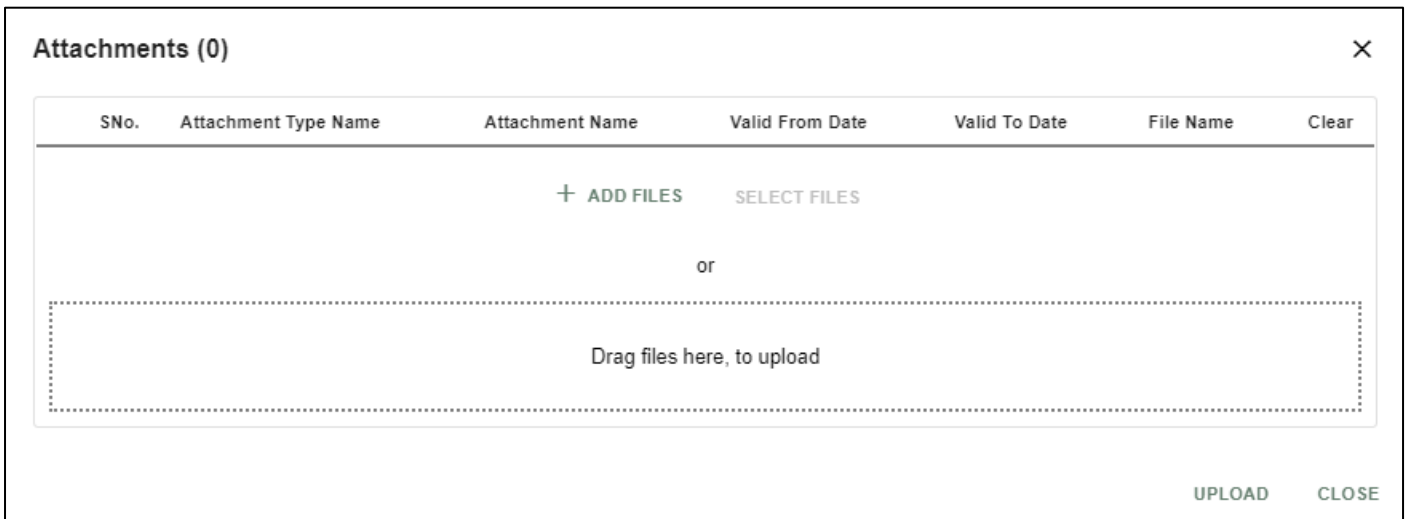 Attachments (0)
SNo. Attachment Type Name Attachment Name Valid From Date Valid To Date File Name Clear
+ ADD FILES SELECT FILES
or
Drag files here, to upload
UPLOAD CLOSE